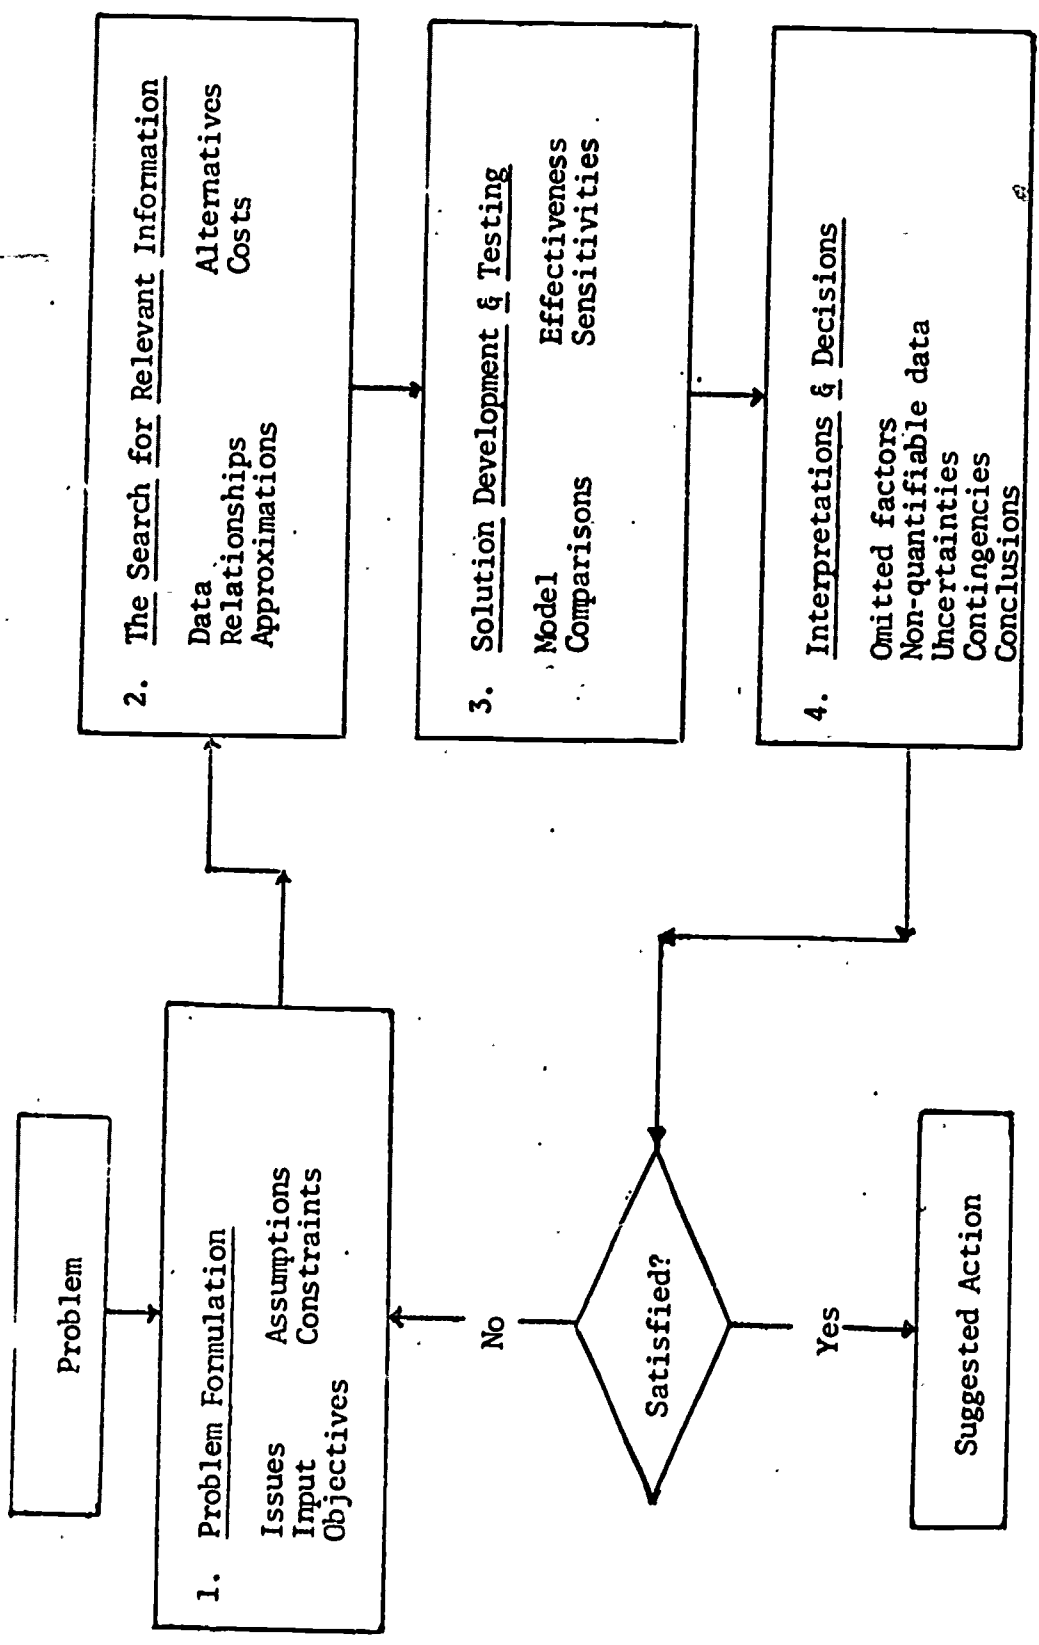 Problem
1. Problem Formulation
Issues Assumptions
Input Constraints
Objectives
No
Satisfied?
Yes
Suggested Action
2. The Search for Relevant Information
Data Alternatives
Relationships Costs
Approximations
3. Solution Development & Testing
Model Effectiveness
Comparisons Sensitivities
4. Interpretations & Decisions
Omitted factors
Non-quantifiable data
Uncertainties
Contingencies
Conclusions